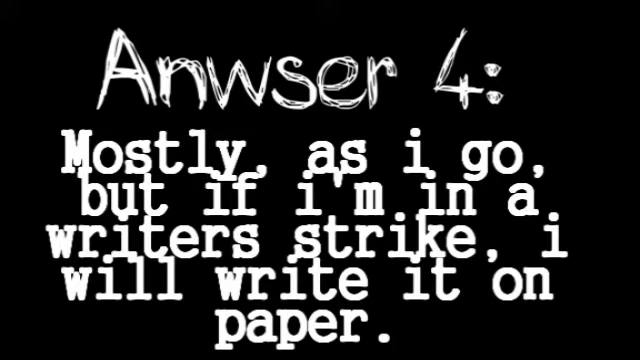 Anwser 4:
Mostly, as i go,
but if i'm in a
writers strike, i
will write it on
paper.